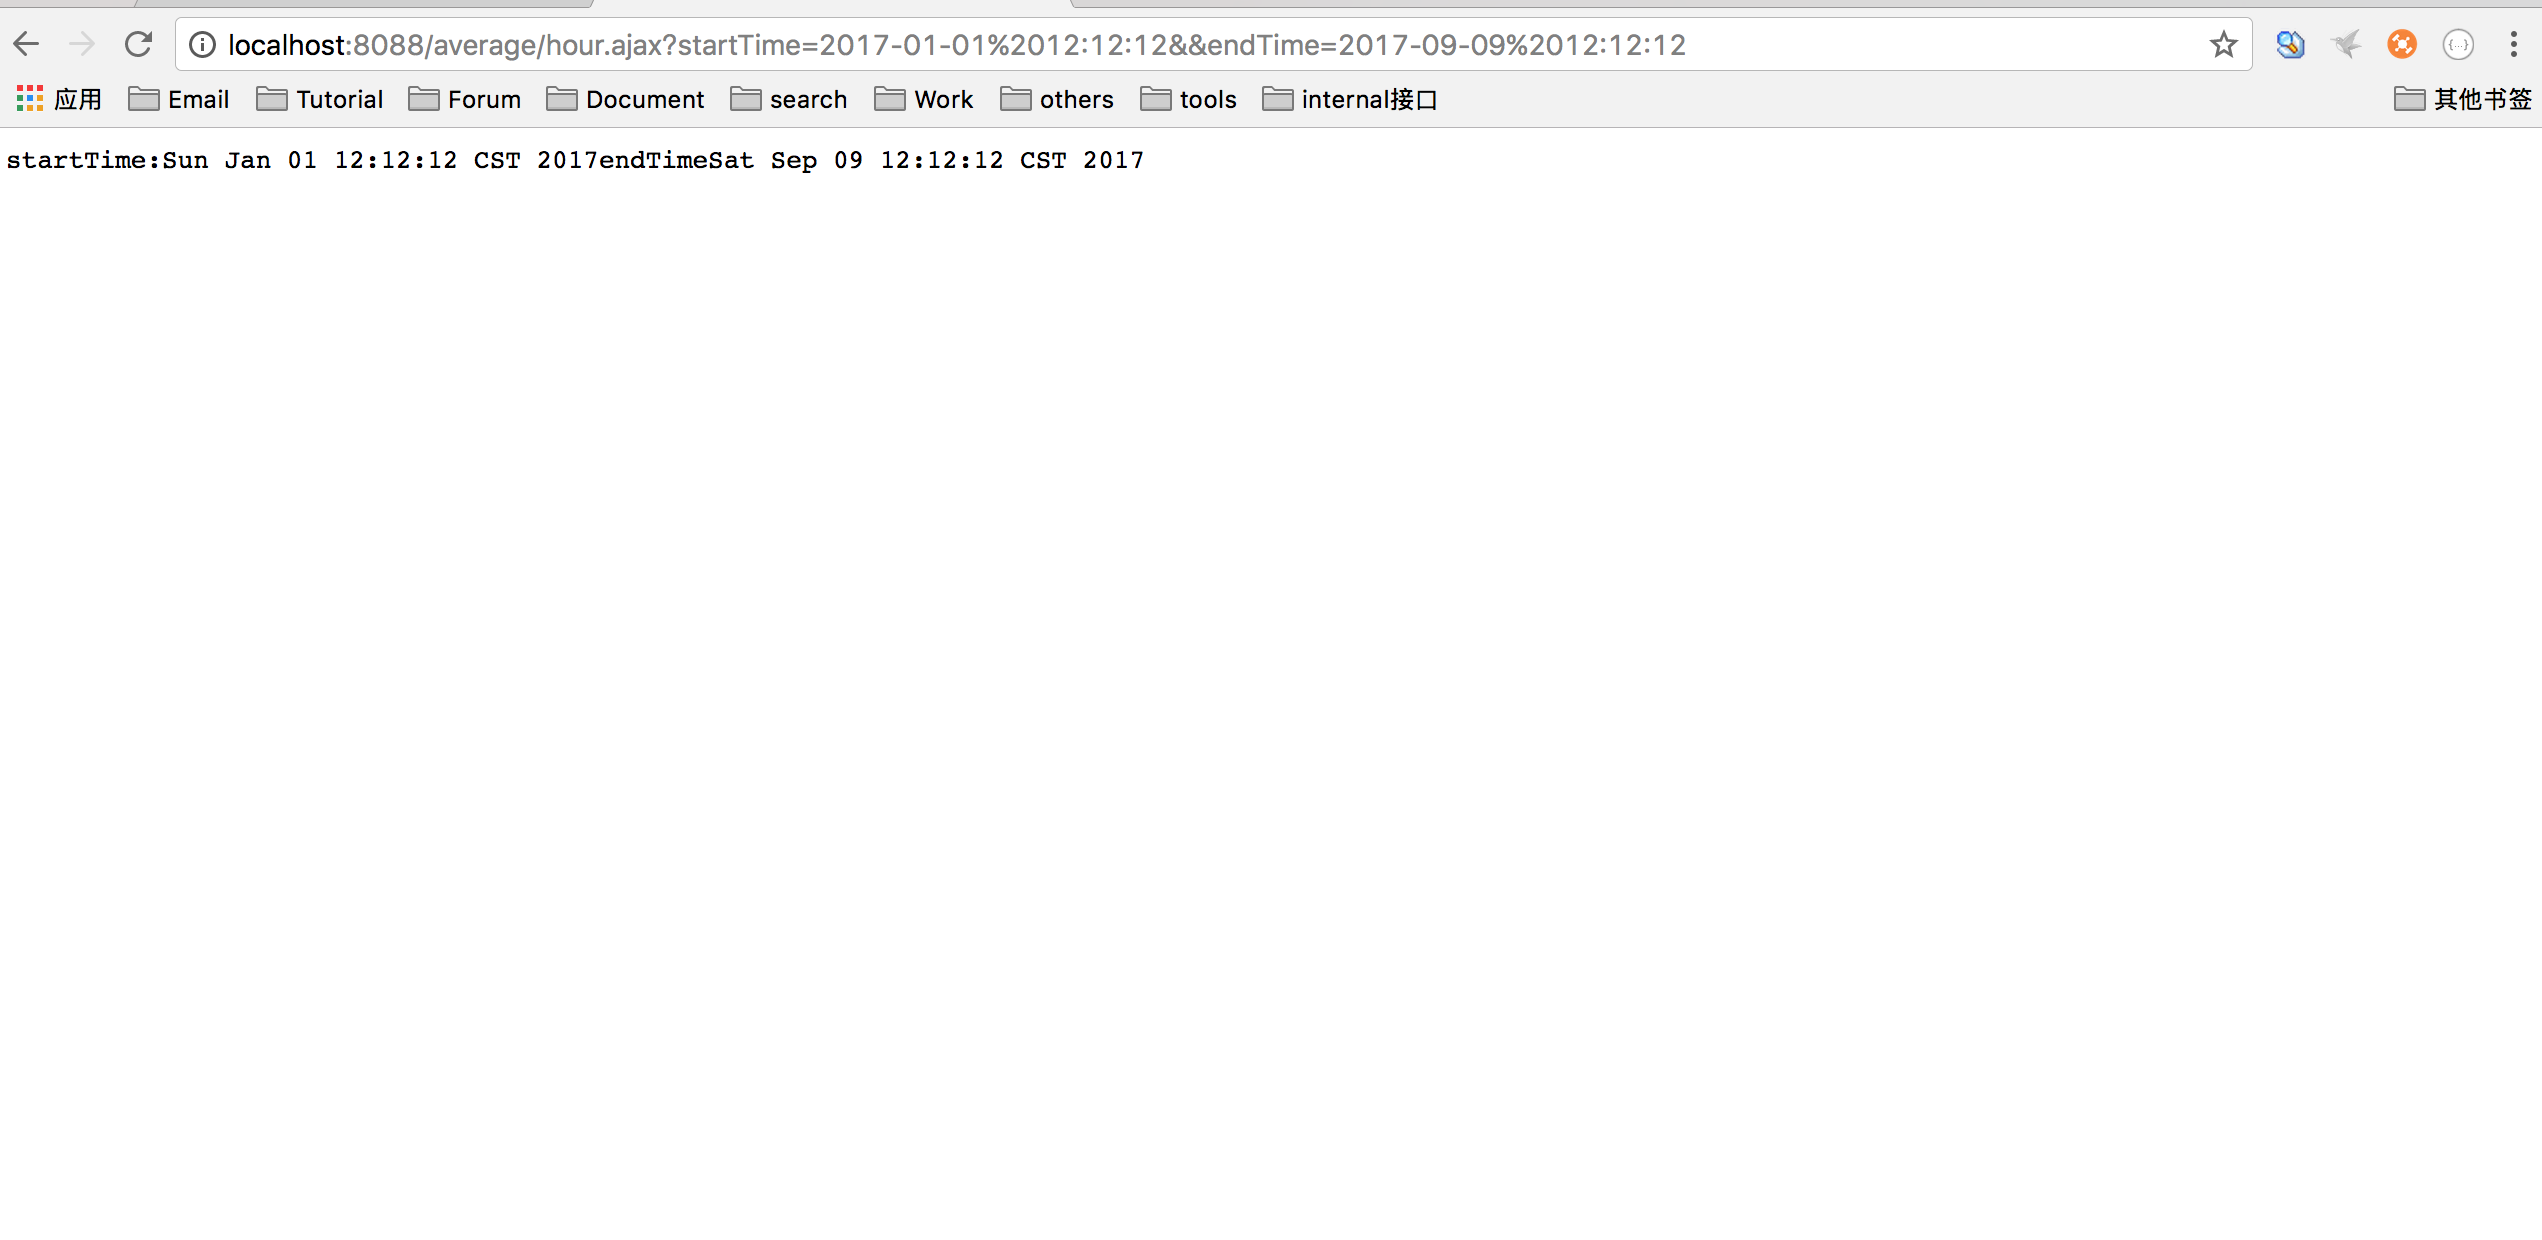 localhost:8088/average/hour.ajax?startTime=2017-01-01%2012:12:12&&endTime=2017-09-09%2012:12:12
应用 Email Tutorial Forum Document search Work others tools internal接口 其他书签
startTime:Sun Jan 01 12:12:12 CST 2017endTimeSat Sep 09 12:12:12 CST 2017